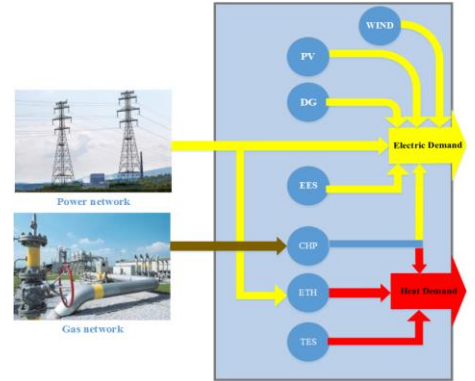 WIND
PV
DG
Electric Demand
Power network
EES
CHP
Gas network
ETH
Heat Demand
TES